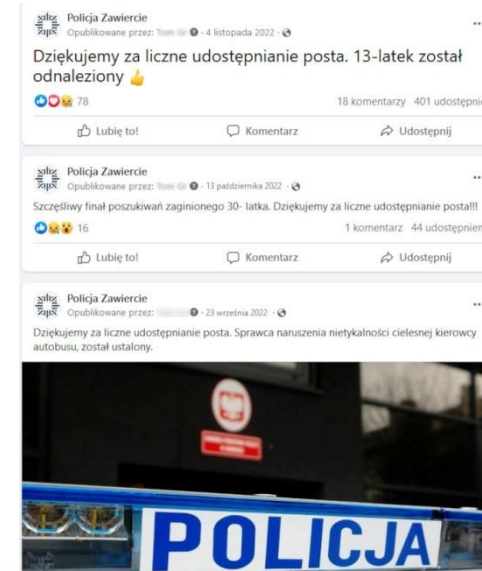 Policja Zawiercie
Opublikowane przez: · 4 listopada 2022 ·
Dziękujemy za liczne udostępnianie posta. 13-latek został
odnaleziony 👍
78
18 komentarzy 401 udostępnie
Lubię to!
Komentarz
Udostępnij
Policja Zawiercie
Opublikowane przez: · 13 października 2022 ·
Szczęśliwy finał poszukiwań zaginionego 30- latka. Dziękujemy za liczne udostępnianie posta!!!
16
1 komentarz 44 udostępnien
Lubię to!
Komentarz
Udostępnij
Policja Zawiercie
Opublikowane przez: · 23 września 2022 ·
Dziękujemy za liczne udostępnianie posta. Sprawca naruszenia nietykalności cielesnej kierowcy
autobusu, został ustalony.
POLICJA